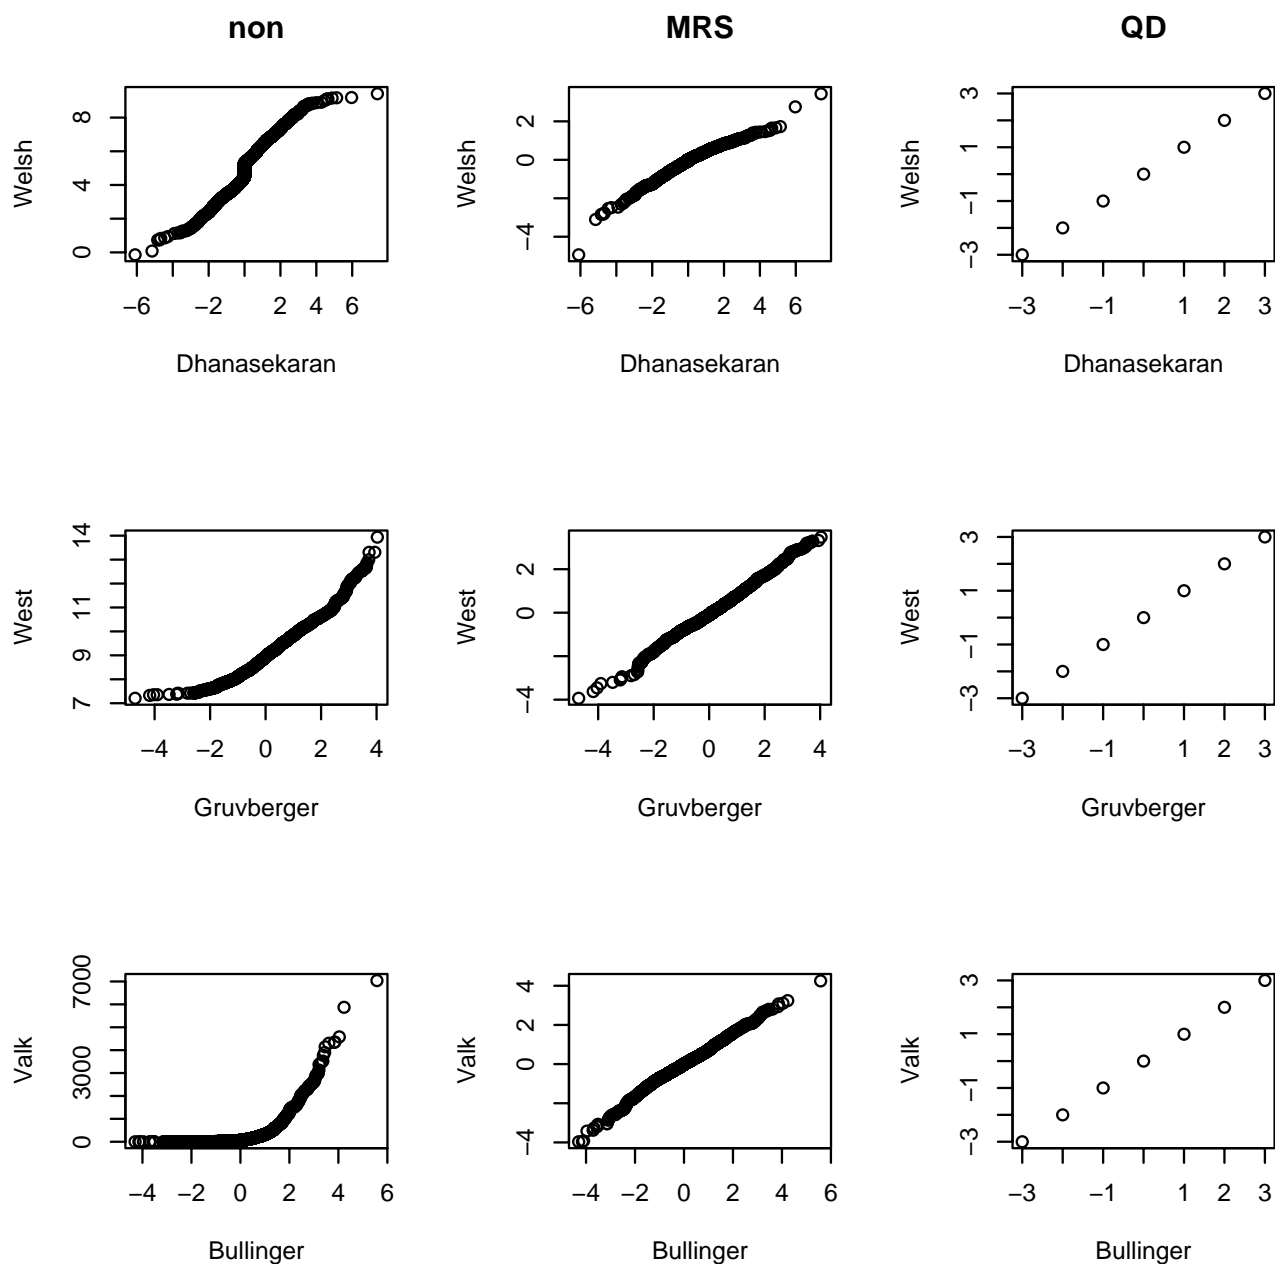 non MRS QD
8
4
0
Welsh
−6 −2 2 4 6
Dhanasekaran
2
0
−4
Welsh
−6 −2 0 2 4 6
Dhanasekaran
3
1
−1
−3
Welsh
−3 −1 1 2 3
Dhanasekaran
14
11
9
7
West
−4 −2 0 2 4
Gruvberger
2
0
−4
West
−4 −2 0 2 4
Gruvberger
3
1
−1
−3
West
−3 −1 1 2 3
Gruvberger
7000
3000
0
Valk
−4 −2 0 2 4 6
Bullinger
4
2
0
−4
Valk
−4 −2 0 2 4 6
Bullinger
3
1
−1
−3
Valk
−3 −1 1 2 3
Bullinger